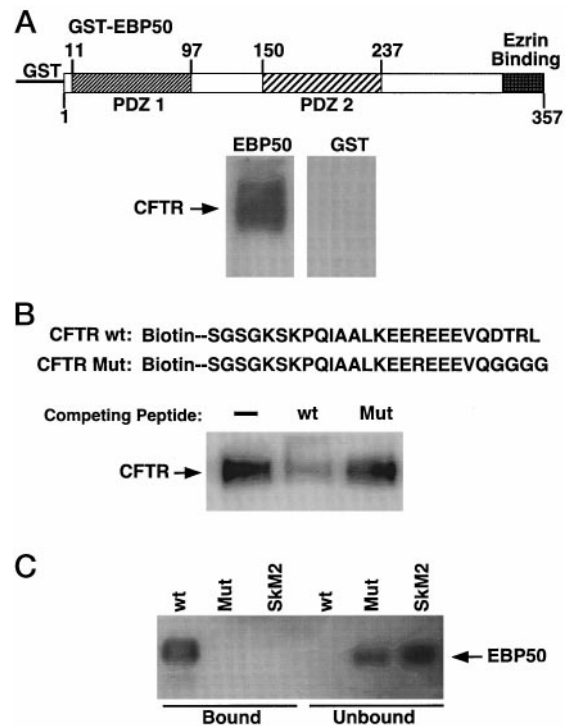 A
GST-EBP50
11 97 150 237 Ezrin
Binding
GST
1 PDZ 1 PDZ 2 357
EBP50 GST
CFTR
B
CFTR wt: Biotin--SGSGKSKPQIAALKEEREEEVQDTRL
CFTR Mut: Biotin--SGSGKSKPQIAALKEEREEEVQGGGG
Competing Peptide: — wt Mut
CFTR
C
wt Mut SkM2 wt Mut SkM2
EBP50
Bound Unbound